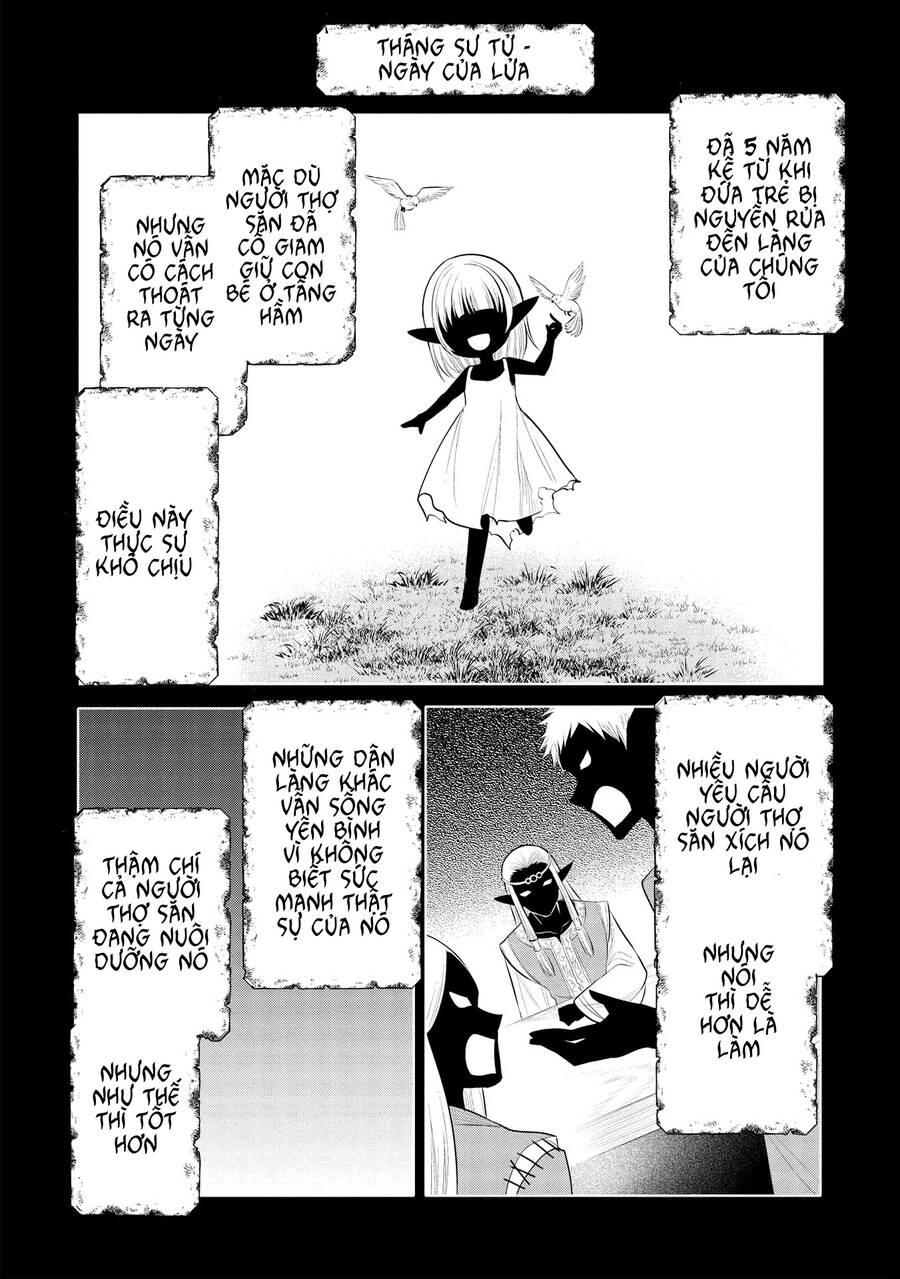 THÁNG SƯ TỬ -
NGÀY CỦA LỬA
ĐÃ 5 NĂM
KỂ TỪ KHI
ĐỨA TRẺ BỊ
NGUYỀN RỦA
ĐẾN LÀNG
CỦA CHÚNG
TÔI
MẶC DÙ
NGƯỜI THỢ
SĂN ĐÃ
CỐ GIAM
GIỮ CON
BÉ Ở TẦNG
HẦM
NHƯNG
NÓ VẪN
CÓ CÁCH
THOÁT
RA TỪNG
NGÀY
ĐIỀU NÀY
THỰC SỰ
KHÓ CHỊU
NHIỀU NGƯỜI
YÊU CẦU
NGƯỜI THỢ
SĂN XÍCH NÓ
LẠI
NHƯNG
NÓI
THÌ DỄ
HƠN LÀ
LÀM
NHỮNG DÂN
LÀNG KHÁC
VẪN SỐNG
YÊN BÌNH
VÌ KHÔNG
BIẾT SỨC
MẠNH THẬT
SỰ CỦA NÓ
THẬM CHÍ
CẢ NGƯỜI
THỢ SĂN
ĐANG NUÔI
DƯỠNG NÓ
NHƯNG
NHƯ THẾ
THÌ TỐT
HƠN